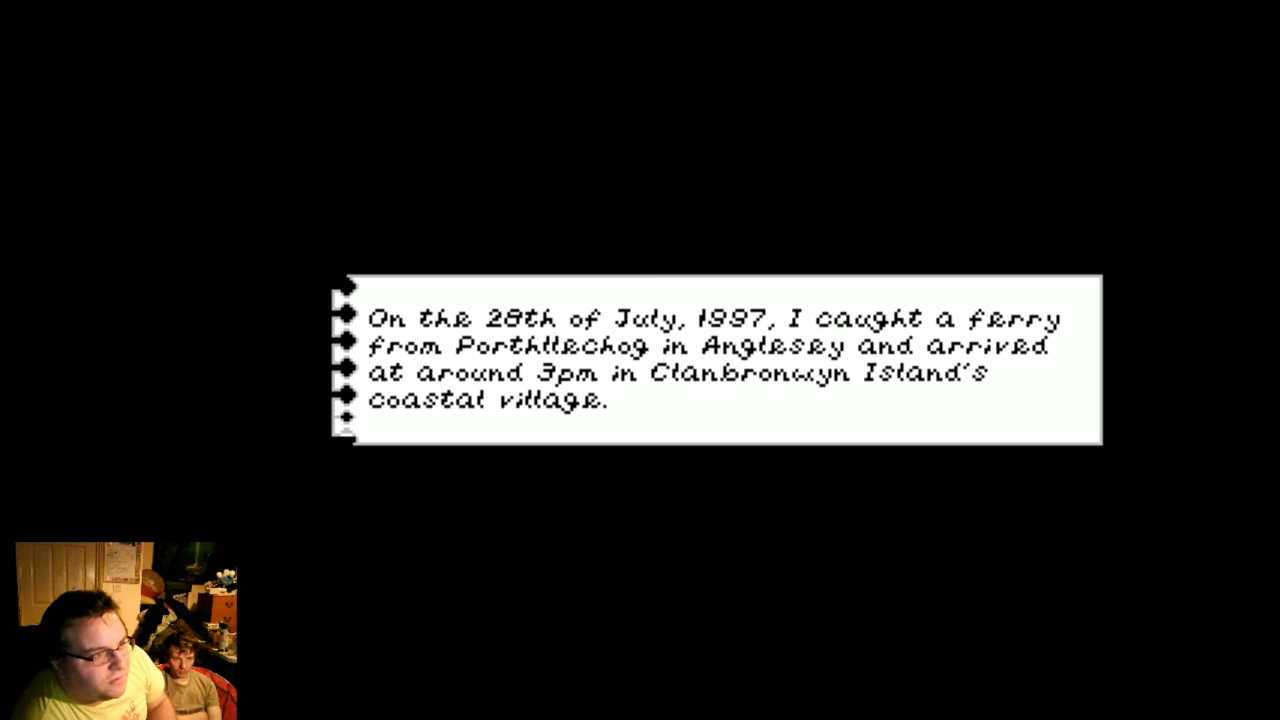 On the 28th of July, 1997, I caught a ferry
from Porthllechog in Anglesey and arrived
at around 3pm in Clanbronwyn Island's
coastal village.